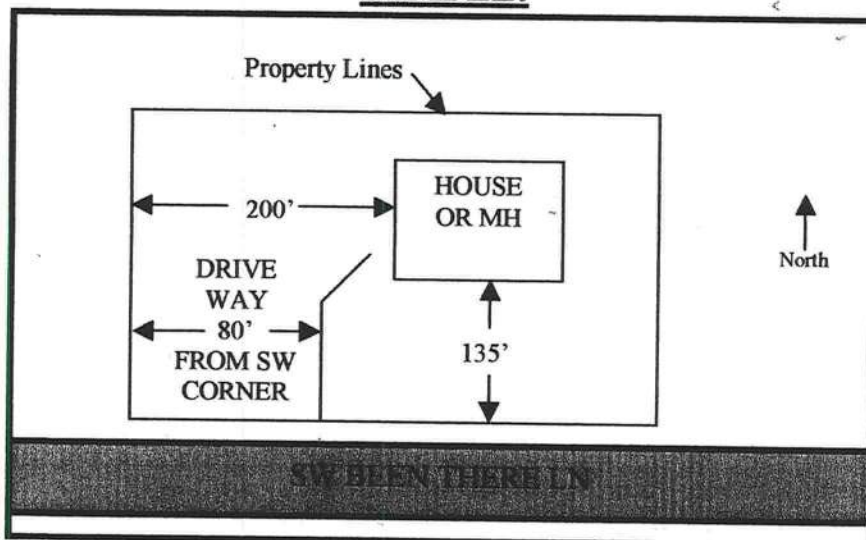 Property Lines
HOUSE
OR MH
200’
North
DRIVE
WAY
80’
FROM SW
CORNER
135’
SW BEEN THERE LN